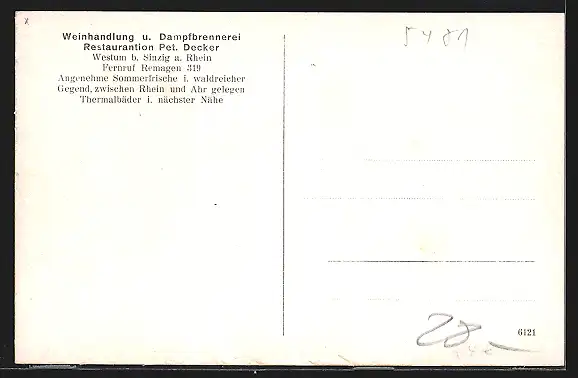 Weinhandlung u. Dampfbrennerei
Restaurantion Pet. Decker
Westum b. Sinzig a. Rhein
Fernruf Remagen 319
Angenehme Sommerfrische i. waldreicher
Gegend, zwischen Rhein und Ahr gelegen
Thermalbäder i. nächster Nähe
5481
28.–
6121